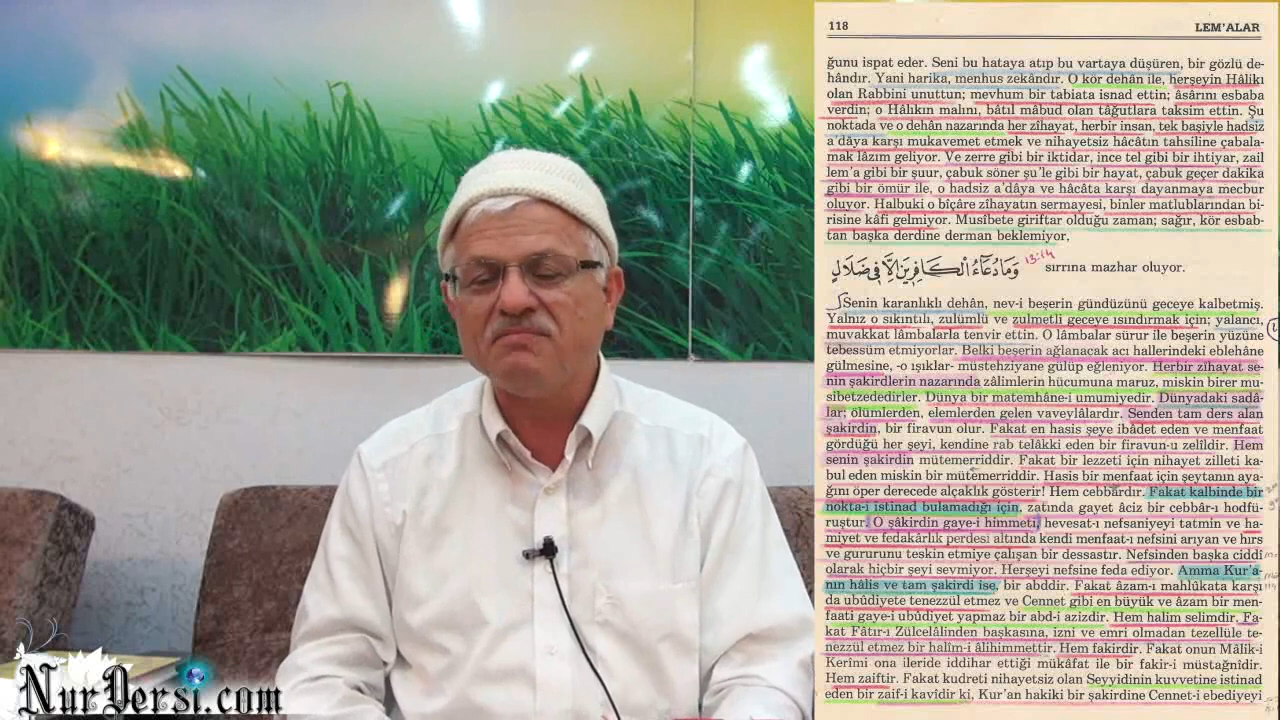 118 LEM'ALAR
ğunu ispat eder. Seni bu hataya atıp bu vartaya düşüren, bir gözlü de-
hândır. Yani harika, menhus zekândır. O kör dehân ile, herşeyin Hâlikı
olan Rabbini unuttun; mevhum bir tabiata isnad ettin; âsârını esbaba
verdin; o Hâlıkın malını, bâtıl mâbud olan tâğutlara taksim ettin. Şu
noktada ve o dehân nazarında her zîhayat, herbir insan, tek başiyle hadsiz
a'dâya karşı mukavemet etmek ve nihayetsiz hâcâtın tahsiline çabala-
mak lâzım geliyor. Ve zerre gibi bir iktidar, ince tel gibi bir ihtiyar, zail
lem'a gibi bir şuur, çabuk söner şu'le gibi bir hayat, çabuk geçer dakika
gibi bir ömür ile, o hadsiz a'dâya ve hâcâta karşı dayanmaya mecbur
oluyor. Halbuki o bîçâre zîhayatın sermayesi, binler matlublarından bi-
risine kâfi gelmiyor. Musîbete giriftar olduğu zaman; sağır, kör esbab-
tan başka derdine derman beklemiyor,
وَمَا دُعَٓاءُ الْكَافِرٖينَ اِلَّا فٖى ضَلَالٍ 13:14 sırrına mazhar oluyor.
Senin karanlıklı dehân, nev-i beşerin gündüzünü geceye kalbetmiş.
Yalnız o sıkıntılı, zulümlü ve zulmetli geceye ısındırmak için; yalancı,
muvakkat lâmbalarla tenvir ettin. O lâmbalar sürur ile beşerin yüzüne
tebessüm etmiyorlar. Belki beşerin ağlanacak acı hallerindeki eblehâne
gülmesine, -o ışıklar- müstehziyane gülüp eğleniyor. Herbir zîhayat se-
nin şakirdlerin nazarında zâlimlerin hücumuna maruz, miskin birer mu-
sibetzededirler. Dünya bir matemhâne-i umumiyedir. Dünyadaki sadâ-
lar; ölümlerden, elemlerden gelen vaveylâlardır. Senden tam ders alan
şakirdin, bir firavun olur. Fakat en hasis şeye ibâdet eden ve menfaat
gördüğü her şeyi, kendine rab telâkki eden bir firavun-u zelîldir. Hem
senin şakirdin mütemerriddir. Fakat bir lezzeti için nihayet zilleti ka-
bul eden miskin bir mütemerriddir. Hasis bir menfaat için şeytanın aya-
ğını öper derecede alçaklık gösterir! Hem cebbârdır. Fakat kalbinde bir
nokta-i istinad bulamadığı için, zatında gayet âciz bir cebbâr-ı hodfü-
ruştur. O şâkirdin gaye-i himmeti, hevesat-ı nefsaniyeyi tatmin ve ha-
miyet ve fedakârlık perdesi altında kendi menfaat-i nefsini arıyan ve hırs
ve gururunu teskin etmiye çalışan bir dessastır. Nefsinden başka ciddi
olarak hiçbir şeyi sevmiyor. Herşeyi nefsine feda ediyor. Amma Kur'a-
nın hâlis ve tam şakirdi ise, bir abddir. Fakat âzam-ı mahlûkata karşı
da ubûdiyete tenezzül etmez ve Cennet gibi en büyük ve âzam bir men-
faati gaye-i ubûdiyet yapmaz bir abd-i azizdir. Hem halim selimdir. Fa-
kat Fâtır-ı Zülcelâlinden başkasına, izni ve emri olmadan tezellüle te-
nezzül etmez bir halîm-i âlihimmettir. Hem fakirdir. Fakat onun Mâlik-i
Kerîmi ona ileride iddihar ettiği mükâfat ile bir fakir-i müstağnîdir.
Hem zaiftir. Fakat kudreti nihayetsiz olan Seyyidinin kuvvetine istinad
eden bir zaif-i kavîdir ki, Kur'an hakiki bir şakirdine Cennet-i ebediyeyi
NurDersi.com